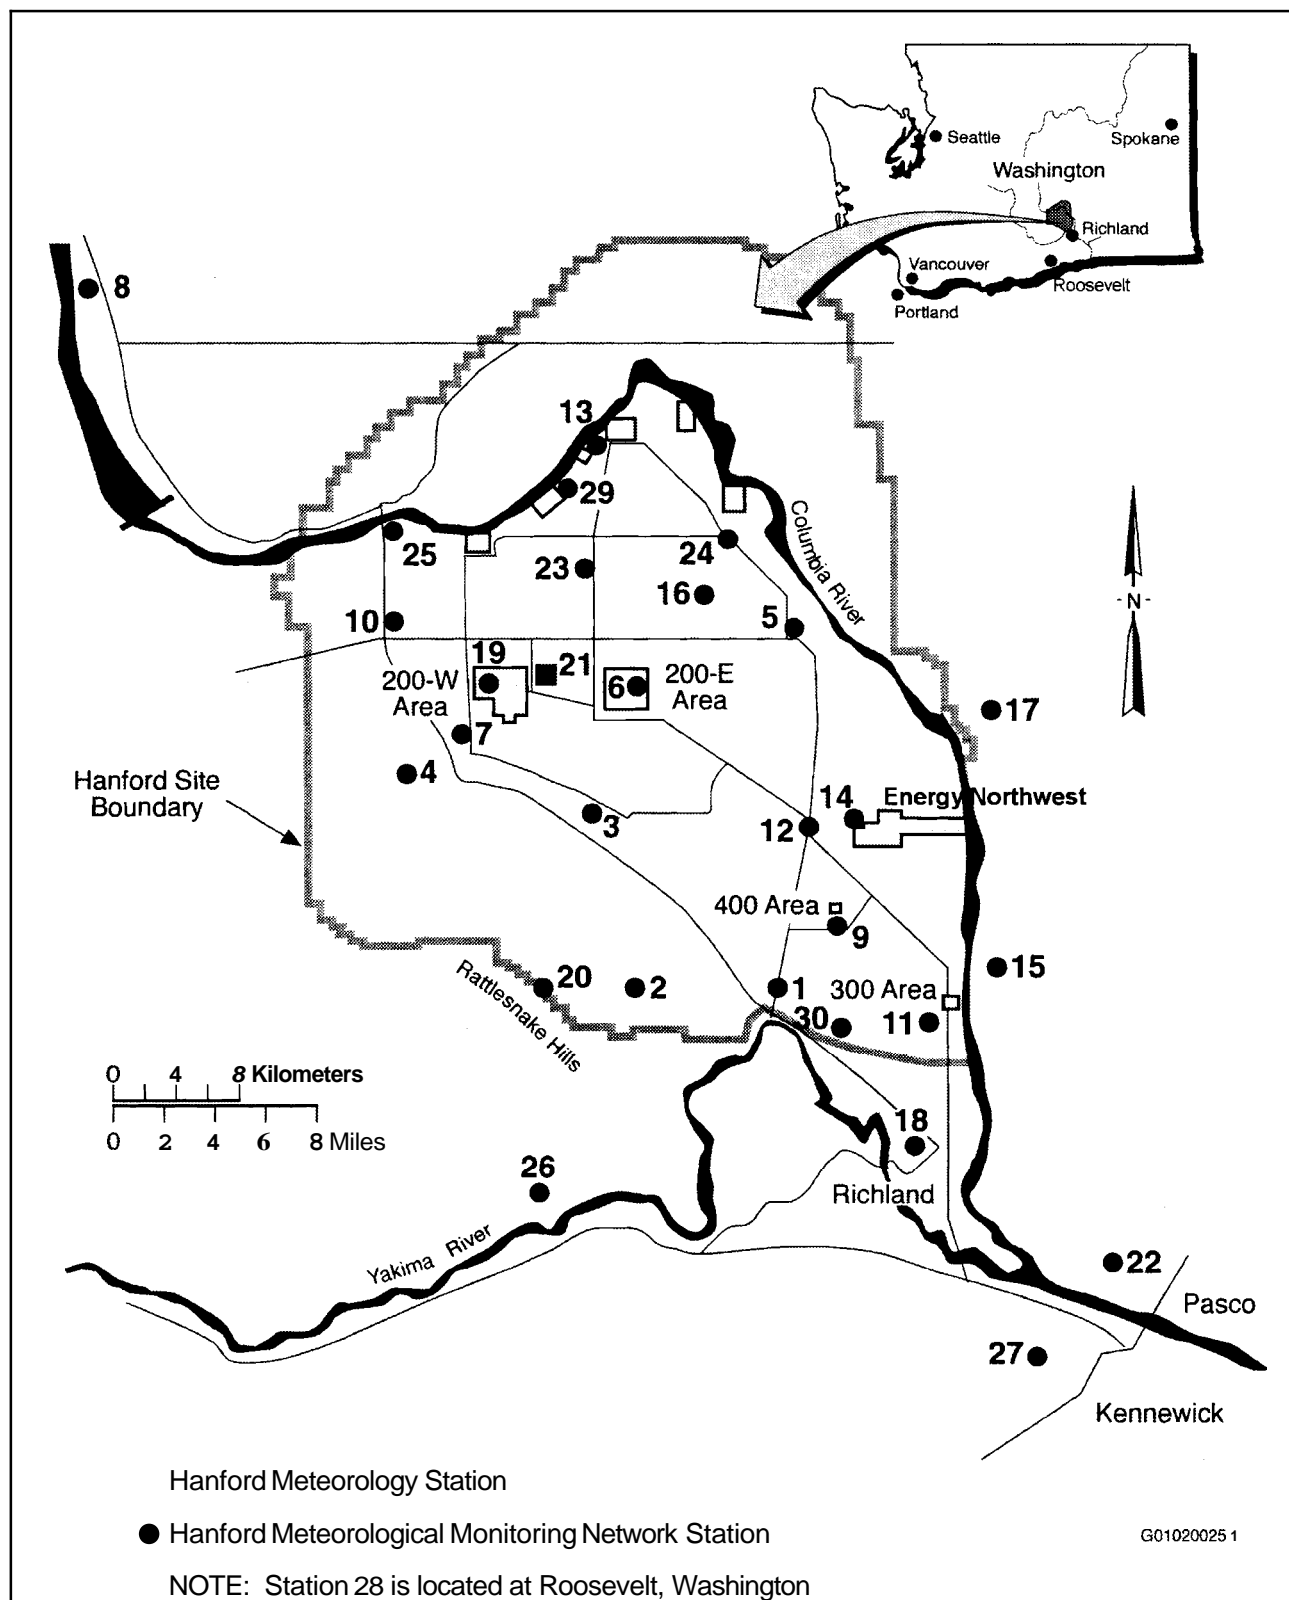 Seattle
Spokane
Washington
Richland
Vancouver
Roosevelt
Portland
8
13
29
25
24
23
16
10
5
19
21
200-W
Area
6
200-E
Area
17
7
4
Hanford Site
Boundary
3
14
Energy Northwest
12
Columbia River
- N -
400 Area
9
15
20
2
1
300 Area
30
11
Rattlesnake Hills
0 4 8 Kilometers
0 2 4 6 8 Miles
18
Richland
26
Yakima River
22
Pasco
27
Kennewick
Hanford Meteorology Station
Hanford Meteorological Monitoring Network Station
G01020025 1
NOTE: Station 28 is located at Roosevelt, Washington